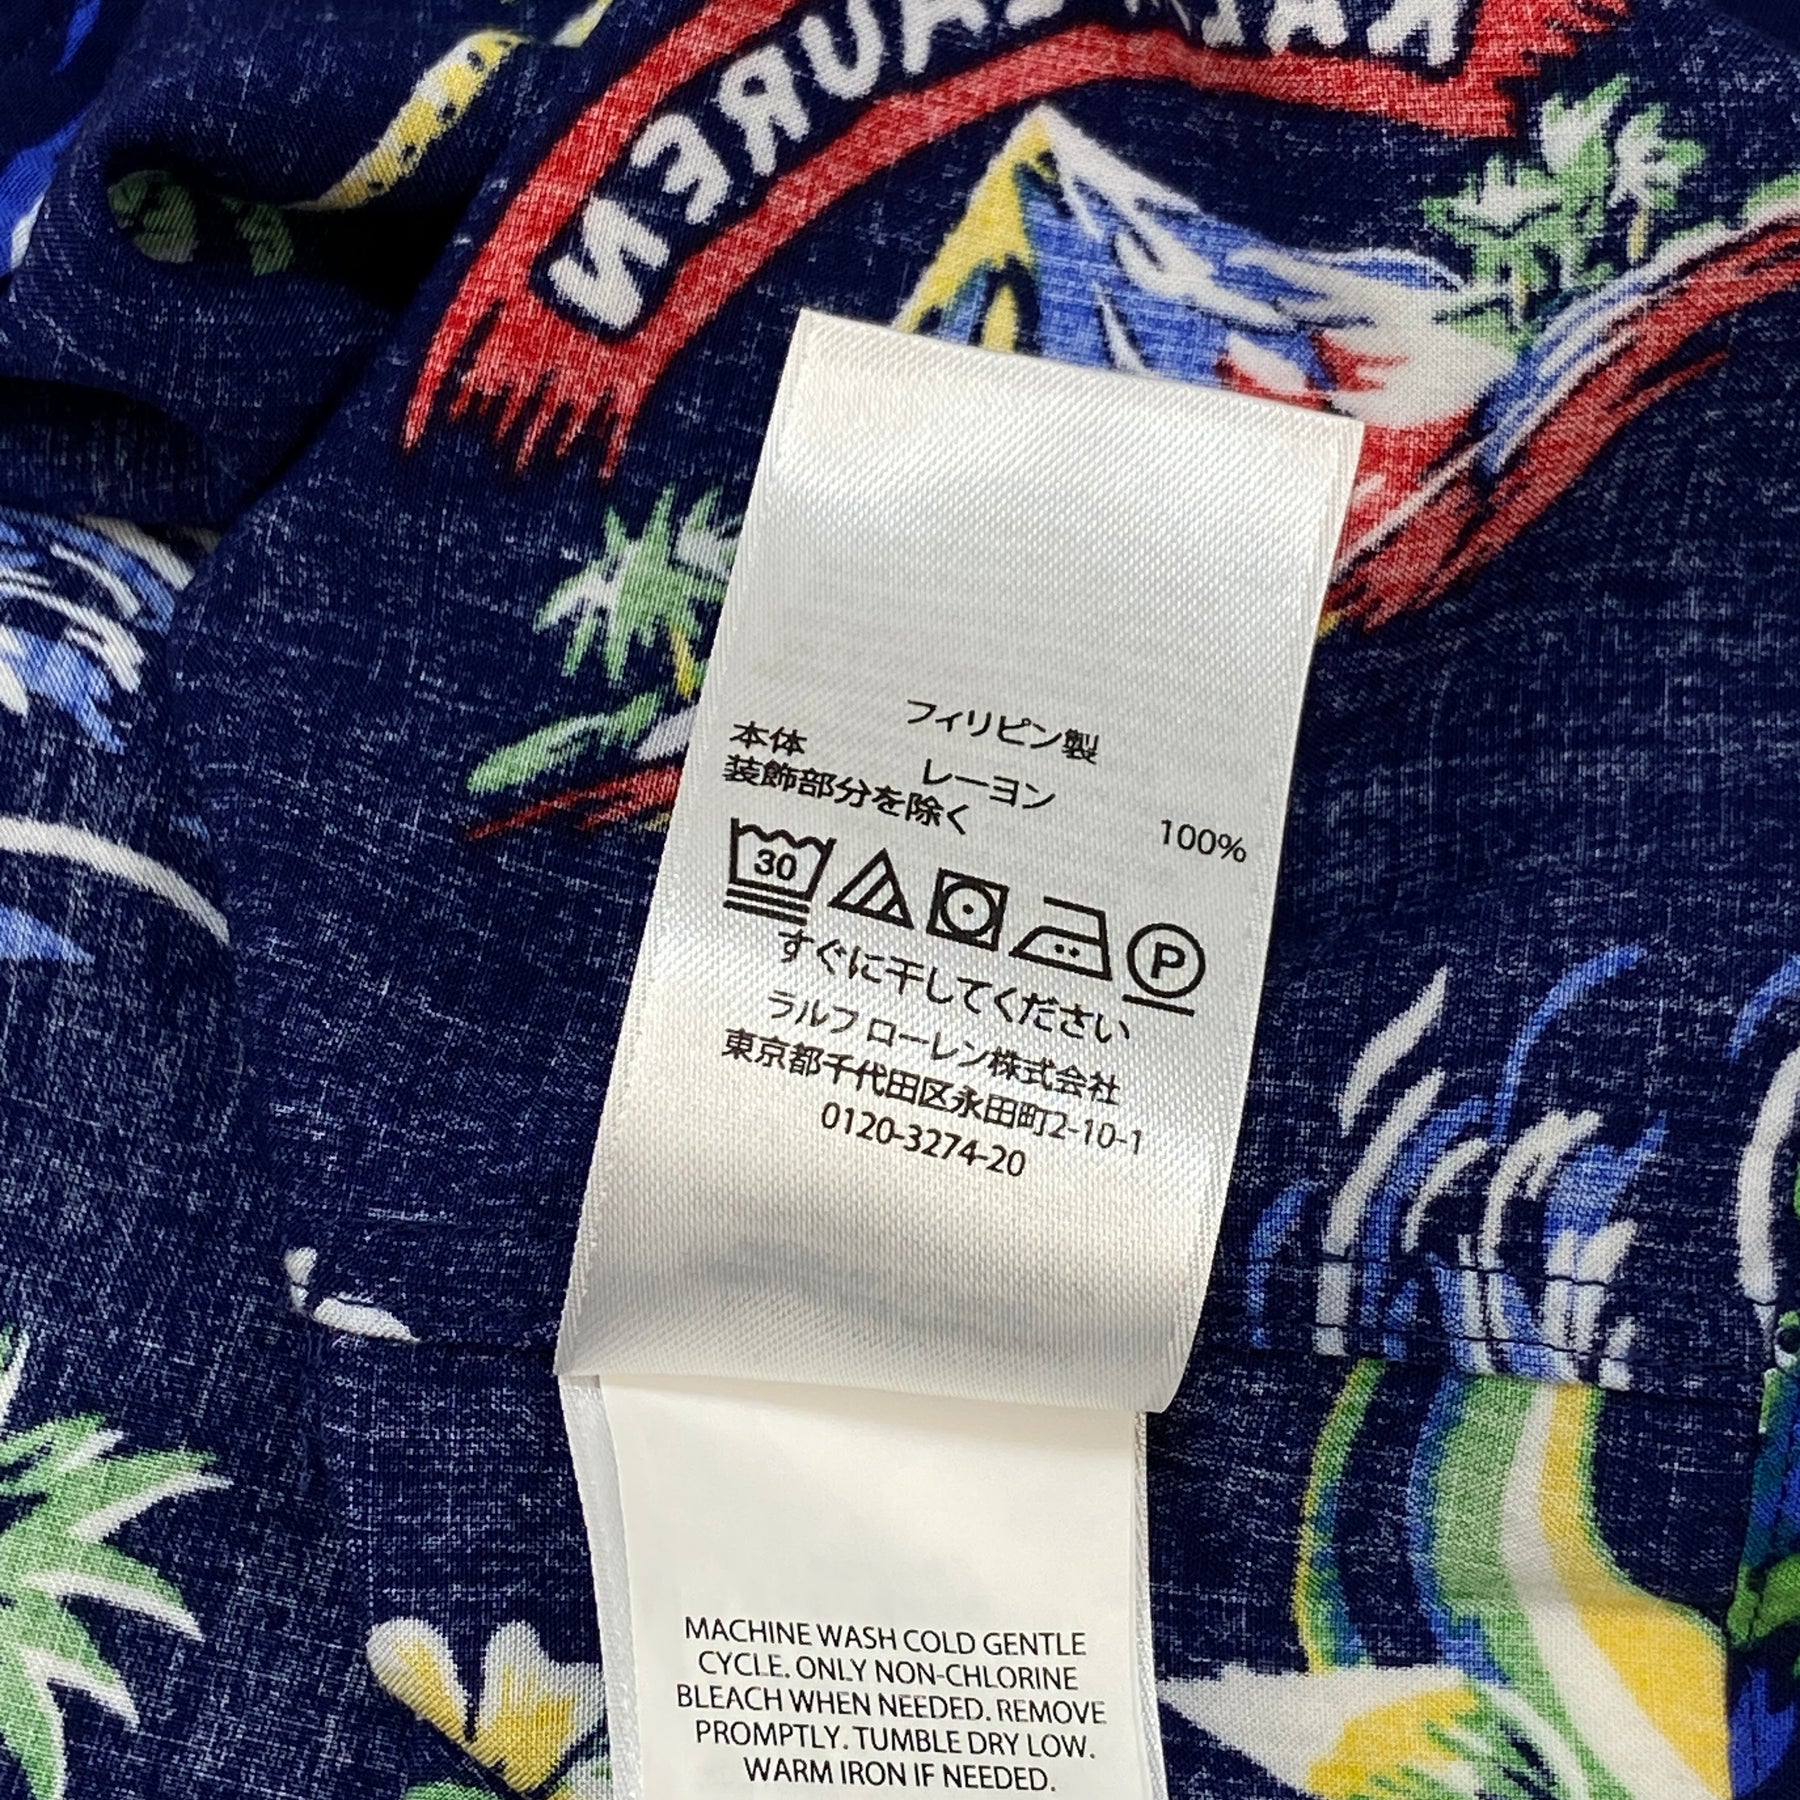 LAUREN
フィリピン製
本体 レーヨン 100%
装飾部分を除く
30
P
すぐに干してください
ラルフ ローレン株式会社
東京都千代田区永田町2-10-1
0120-3274-20
MACHINE WASH COLD GENTLE
CYCLE. ONLY NON-CHLORINE
BLEACH WHEN NEEDED. REMOVE
PROMPTLY. TUMBLE DRY LOW.
WARM IRON IF NEEDED.